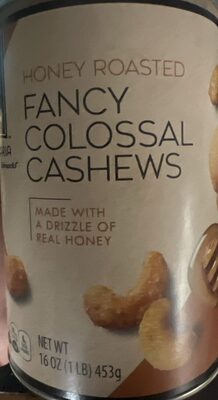 HONEY ROASTED
FANCY
COLOSSAL
CASHEWS
MADE WITH
A DRIZZLE OF
REAL HONEY
NET WT
16 OZ (1 LB) 453g